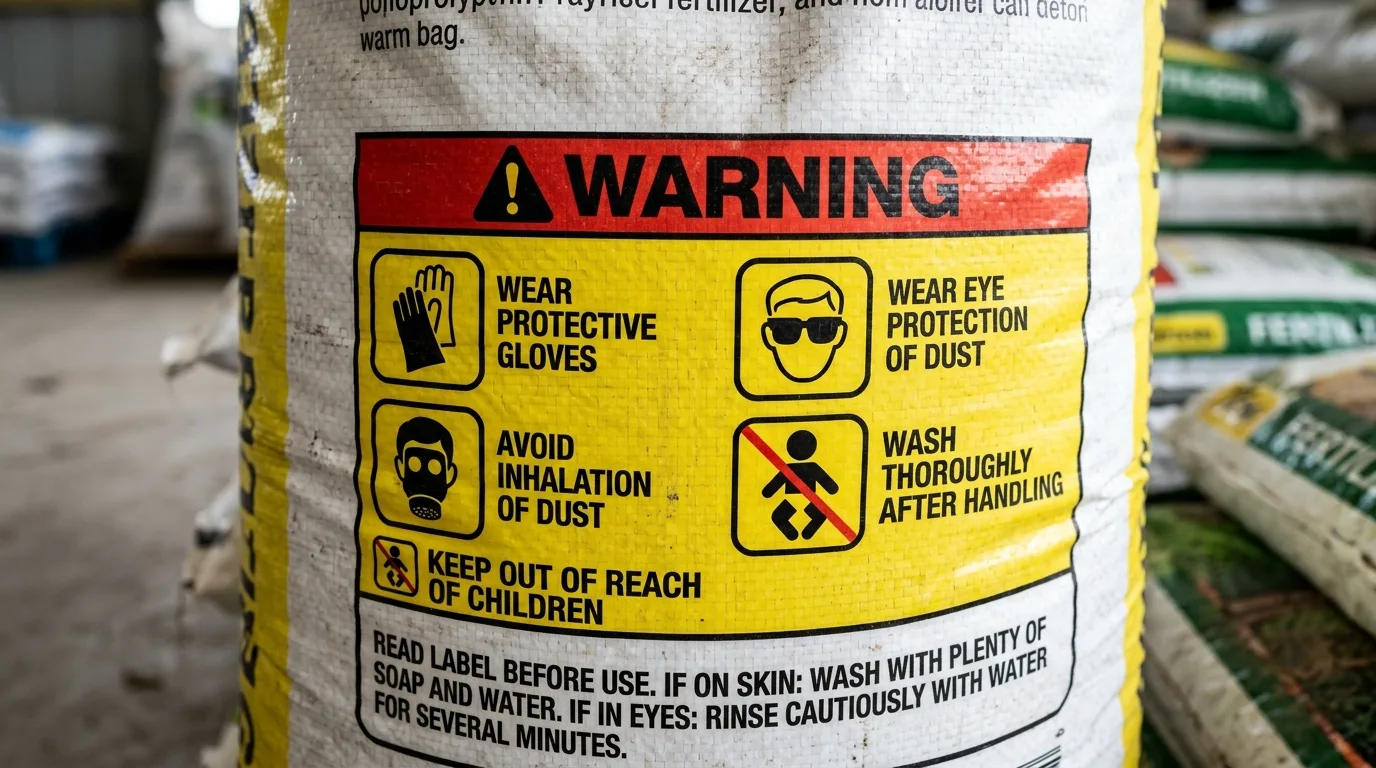 fertilizer, and
warm bag.
WARNING
WEAR
PROTECTIVE
GLOVES
WEAR EYE
PROTECTION
OF DUST
AVOID
INHALATION
OF DUST
WASH
THOROUGHLY
AFTER HANDLING
KEEP OUT OF REACH
OF CHILDREN
READ LABEL BEFORE USE. IF ON SKIN: WASH WITH PLENTY OF
SOAP AND WATER. IF IN EYES: RINSE CAUTIOUSLY WITH WATER
FOR SEVERAL MINUTES.